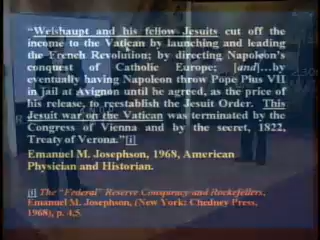 “Weishaupt and his fellow Jesuits cut off the
income to the Vatican by launching and leading
the French Revolution; by directing Napoleon’s
conquest of Catholic Europe; [and]…by
eventually having Napoleon throw Pope Pius VII
in jail at Avignon until he agreed, as the price of
his release, to reestablish the Jesuit Order. This
Jesuit war on the Vatican was terminated by the
Congress of Vienna and by the secret, 1822,
Treaty of Verona.”[i]
Emanuel M. Josephson, 1968, American
Physician and Historian.
[i] The “Federal” Reserve Conspiracy and Rockefellers,
Emanuel M. Josephson, (New York: Chedney Press,
1968), p. 4,5.